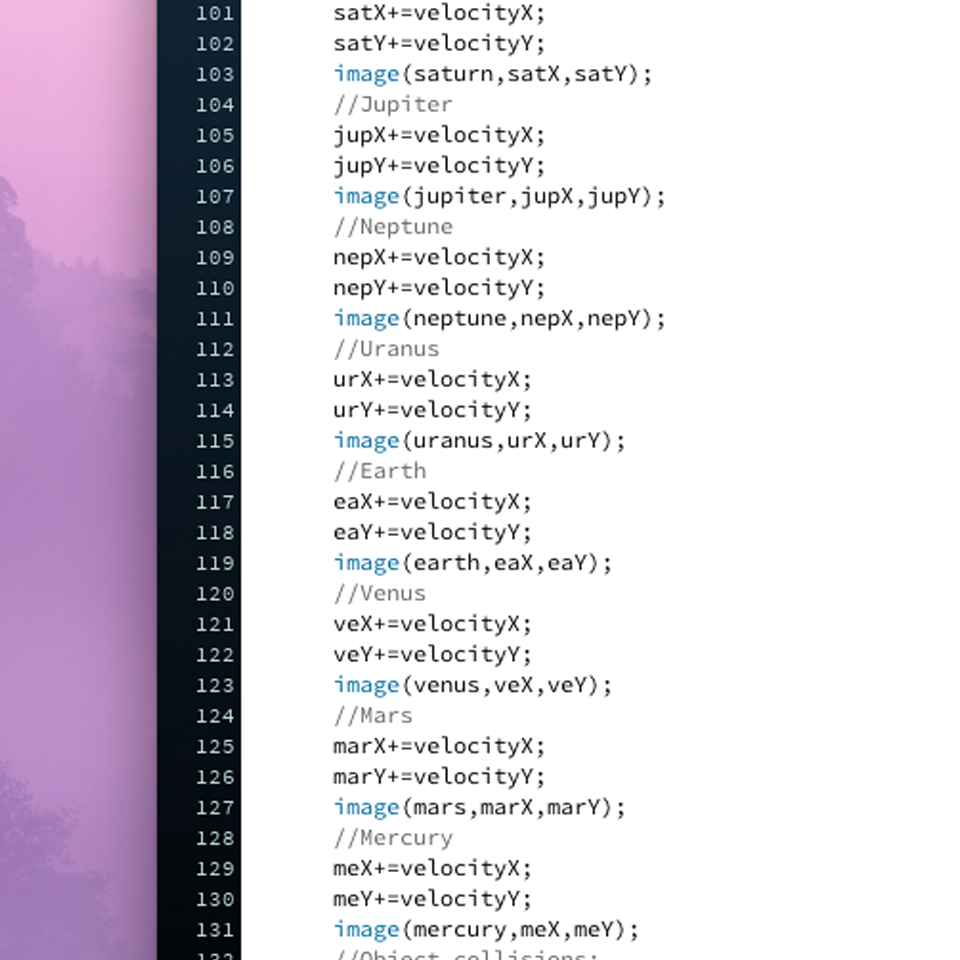 101 satX+=velocityX;
102 satY+=velocityY;
103 image(saturn,satX,satY);
104 //Jupiter
105 jupX+=velocityX;
106 jupY+=velocityY;
107 image(jupiter,jupX,jupY);
108 //Neptune
109 nepX+=velocityX;
110 nepY+=velocityY;
111 image(neptune,nepX,nepY);
112 //Uranus
113 urX+=velocityX;
114 urY+=velocityY;
115 image(uranus,urX,urY);
116 //Earth
117 eaX+=velocityX;
118 eaY+=velocityY;
119 image(earth,eaX,eaY);
120 //Venus
121 veX+=velocityX;
122 veY+=velocityY;
123 image(venus,veX,veY);
124 //Mars
125 marX+=velocityX;
126 marY+=velocityY;
127 image(mars,marX,marY);
128 //Mercury
129 meX+=velocityX;
130 meY+=velocityY;
131 image(mercury,meX,meY);
132 //Object collisions: